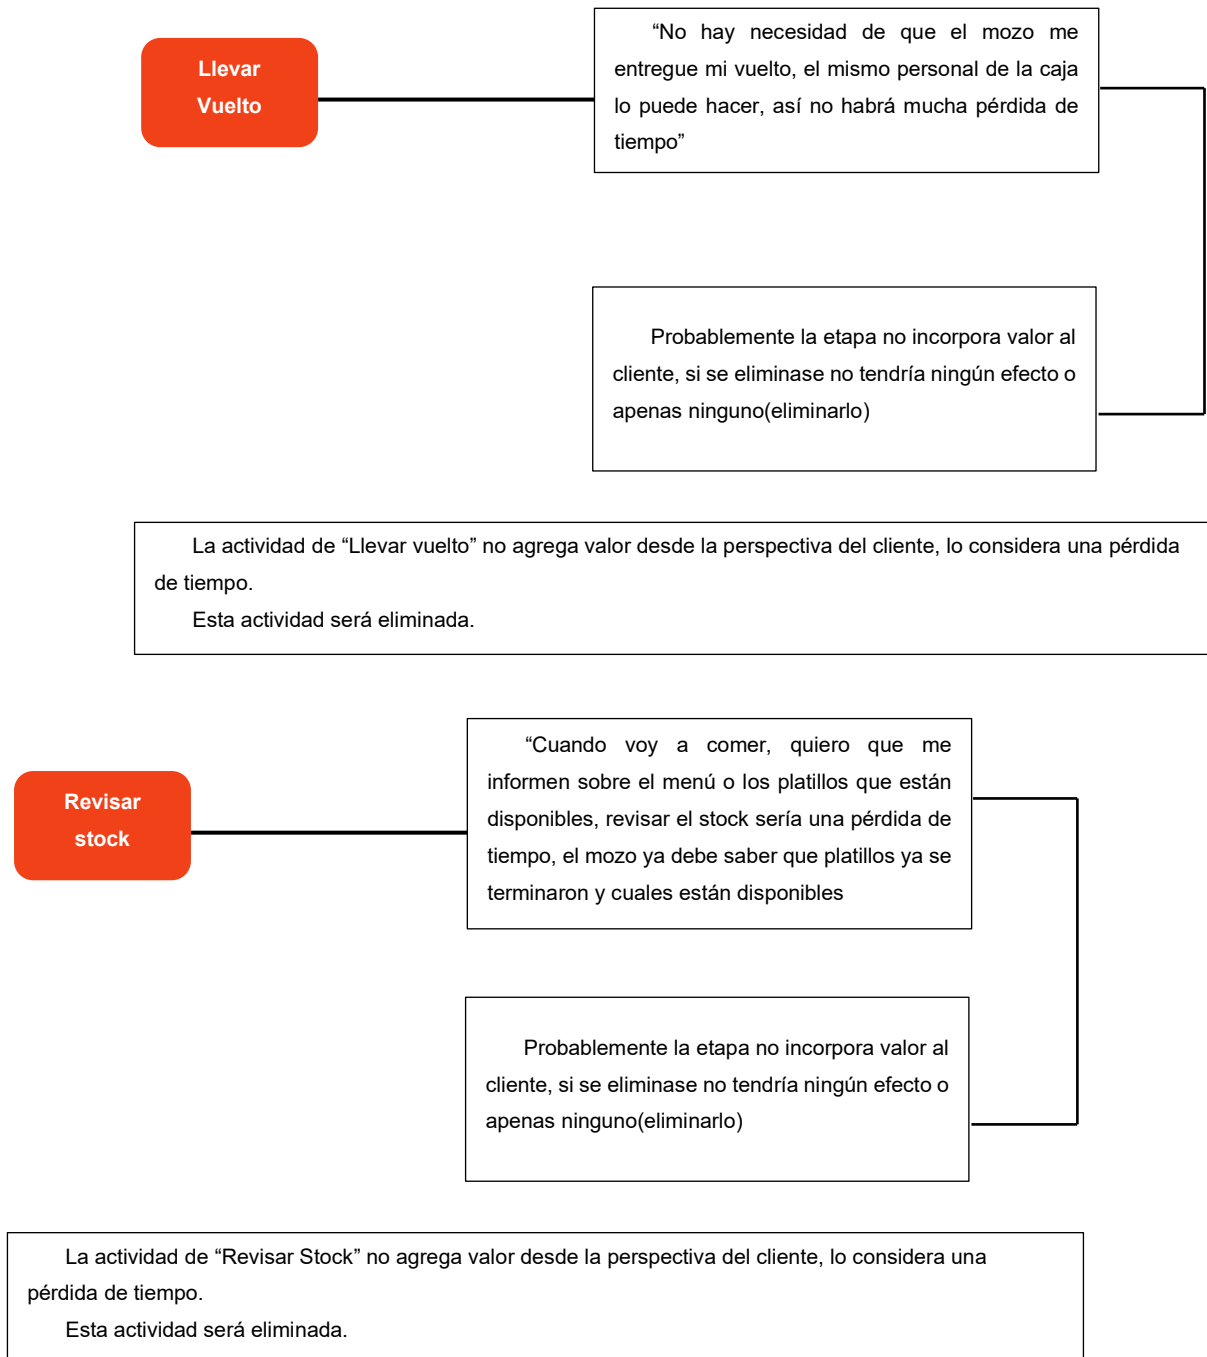 Llevar
Vuelto
“No hay necesidad de que el mozo me
entregue mi vuelto, el mismo personal de la caja
lo puede hacer, así no habrá mucha pérdida de
tiempo”
Probablemente la etapa no incorpora valor al
cliente, si se eliminase no tendría ningún efecto o
apenas ninguno(eliminarlo)
La actividad de “Llevar vuelto” no agrega valor desde la perspectiva del cliente, lo considera una pérdida
de tiempo.
Esta actividad será eliminada.
Revisar
stock
“Cuando voy a comer, quiero que me
informen sobre el menú o los platillos que están
disponibles, revisar el stock sería una pérdida de
tiempo, el mozo ya debe saber que platillos ya se
terminaron y cuales están disponibles
Probablemente la etapa no incorpora valor al
cliente, si se eliminase no tendría ningún efecto o
apenas ninguno(eliminarlo)
La actividad de “Revisar Stock” no agrega valor desde la perspectiva del cliente, lo considera una
pérdida de tiempo.
Esta actividad será eliminada.